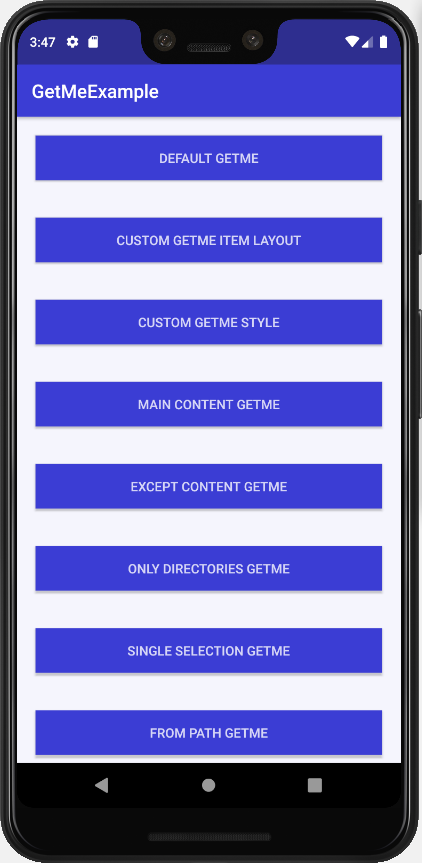 3:47
GetMeExample
DEFAULT GETME
CUSTOM GETME ITEM LAYOUT
CUSTOM GETME STYLE
MAIN CONTENT GETME
EXCEPT CONTENT GETME
ONLY DIRECTORIES GETME
SINGLE SELECTION GETME
FROM PATH GETME